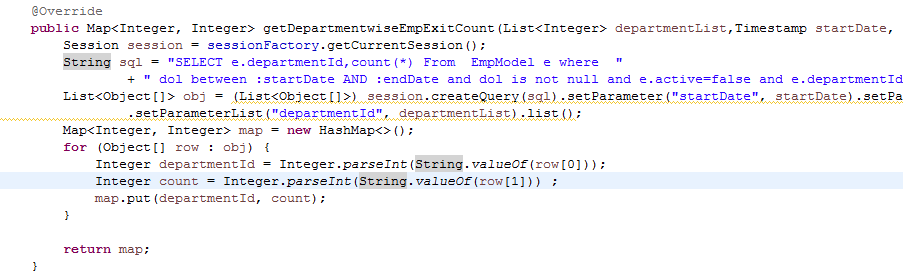 @Override
public Map<Integer, Integer> getDepartmentwiseEmpExitCount(List<Integer> departmentList,Timestamp startDate,
Session session = sessionFactory.getCurrentSession();
String sql = "SELECT e.departmentId,count(*) From  EmpModel e where  "
+ " dol between :startDate AND :endDate and dol is not null and e.active=false and e.departmentId
List<Object[]> obj = (List<Object[]>) session.createQuery(sql).setParameter("startDate", startDate).setPa
.setParameterList("departmentId", departmentList).list();
Map<Integer, Integer> map = new HashMap<>();
for (Object[] row : obj) {
Integer departmentId = Integer.parseInt(String.valueOf(row[0]));
Integer count = Integer.parseInt(String.valueOf(row[1])) ;
map.put(departmentId, count);
}
return map;
}